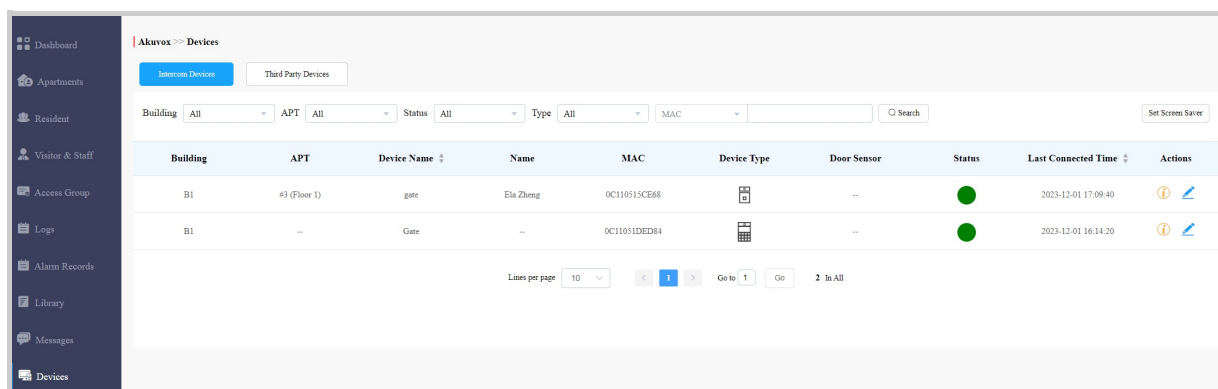 Dashboard
Apartments
Resident
Visitor & Staff
Access Group
Logs
Alarm Records
Library
Messages
Devices
Akuvox >> Devices
Intercom Devices Third Party Devices
Building All APT All Status All Type All MAC Search Set Screen Saver
Building APT Device Name Name MAC Device Type Door Sensor Status Last Connected Time Actions
B1 #3 (Floor 1) gate Ela Zheng 0C110515CE68 -- 2023-12-01 17:09:40
B1 -- Gate -- 0C11051DED84 -- 2023-12-01 16:14:20
Lines per page 10 < 1 > Go to 1 Go 2 In All